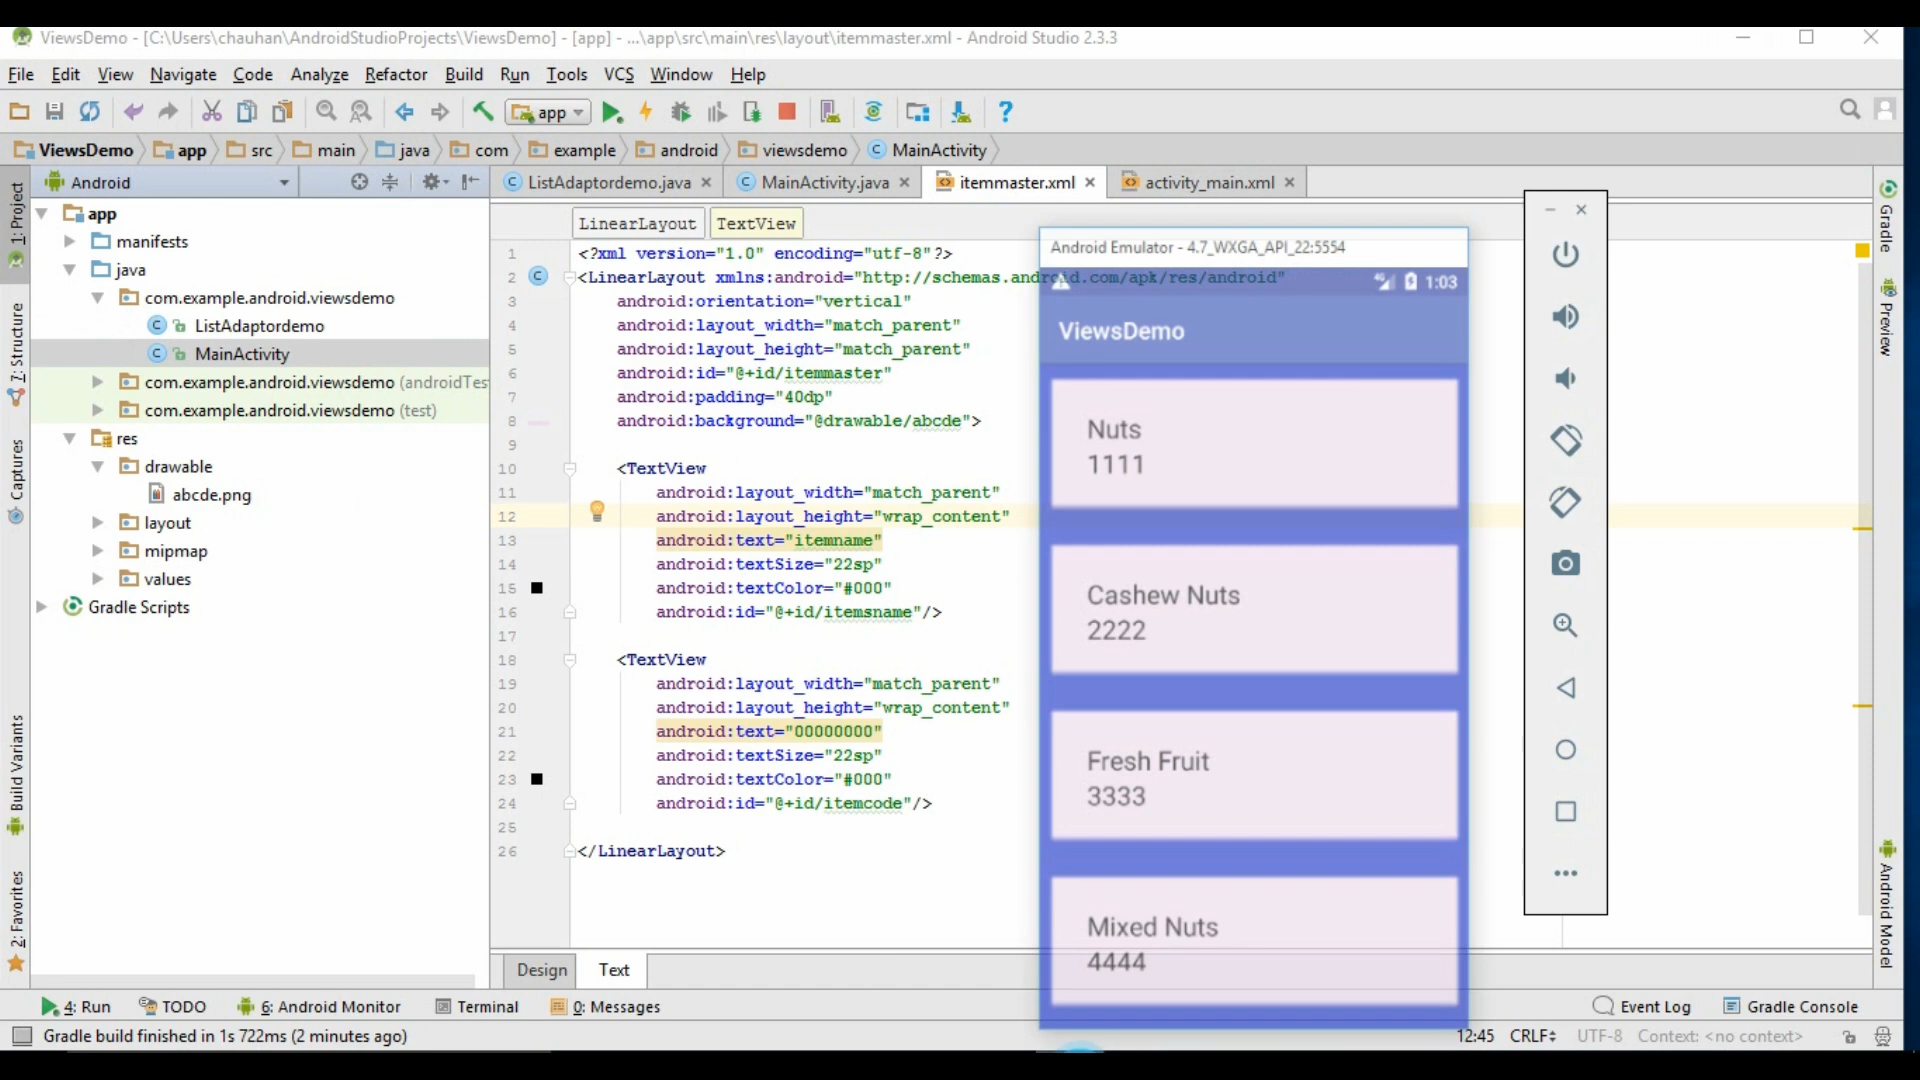 ViewsDemo - [C:\Users\chauhan\AndroidStudioProjects\ViewsDemo] - [app] - ...\app\src\main\res\layout\itemmaster.xml - Android Studio 2.3.3
File Edit View Navigate Code Analyze Refactor Build Run Tools VCS Window Help
app
ViewsDemo app src main java com example android viewsdemo MainActivity
Android
ListAdaptordemo.java MainActivity.java itemmaster.xml activity_main.xml
1: Project
7: Structure
Captures
Build Variants
2: Favorites
app
manifests
java
com.example.android.viewsdemo
ListAdaptordemo
MainActivity
com.example.android.viewsdemo (androidTes
com.example.android.viewsdemo (test)
res
drawable
abcde.png
layout
mipmap
values
Gradle Scripts
LinearLayout TextView
1 <?xml version="1.0" encoding="utf-8"?>
2 <LinearLayout xmlns:android="http://schemas.android.com/apk/res/android"
3 android:orientation="vertical"
4 android:layout_width="match_parent"
5 android:layout_height="match_parent"
6 android:id="@+id/itemmaster"
7 android:padding="40dp"
8 android:background="@drawable/abcde">
9
10 <TextView
11 android:layout_width="match_parent"
12 android:layout_height="wrap_content"
13 android:text="itemname"
14 android:textSize="22sp"
15 android:textColor="#000"
16 android:id="@+id/itemsname"/>
17
18 <TextView
19 android:layout_width="match_parent"
20 android:layout_height="wrap_content"
21 android:text="00000000"
22 android:textSize="22sp"
23 android:textColor="#000"
24 android:id="@+id/itemcode"/>
25
26 </LinearLayout>
Android Emulator - 4.7_WXGA_API_22:5554
1:03
ViewsDemo
Nuts
1111
Cashew Nuts
2222
Fresh Fruit
3333
Mixed Nuts
4444
Gradle
Preview
Android Model
Design Text
4: Run TODO 6: Android Monitor Terminal 0: Messages Event Log Gradle Console
Gradle build finished in 1s 722ms (2 minutes ago) 12:45 CRLF UTF-8 Context: <no context>